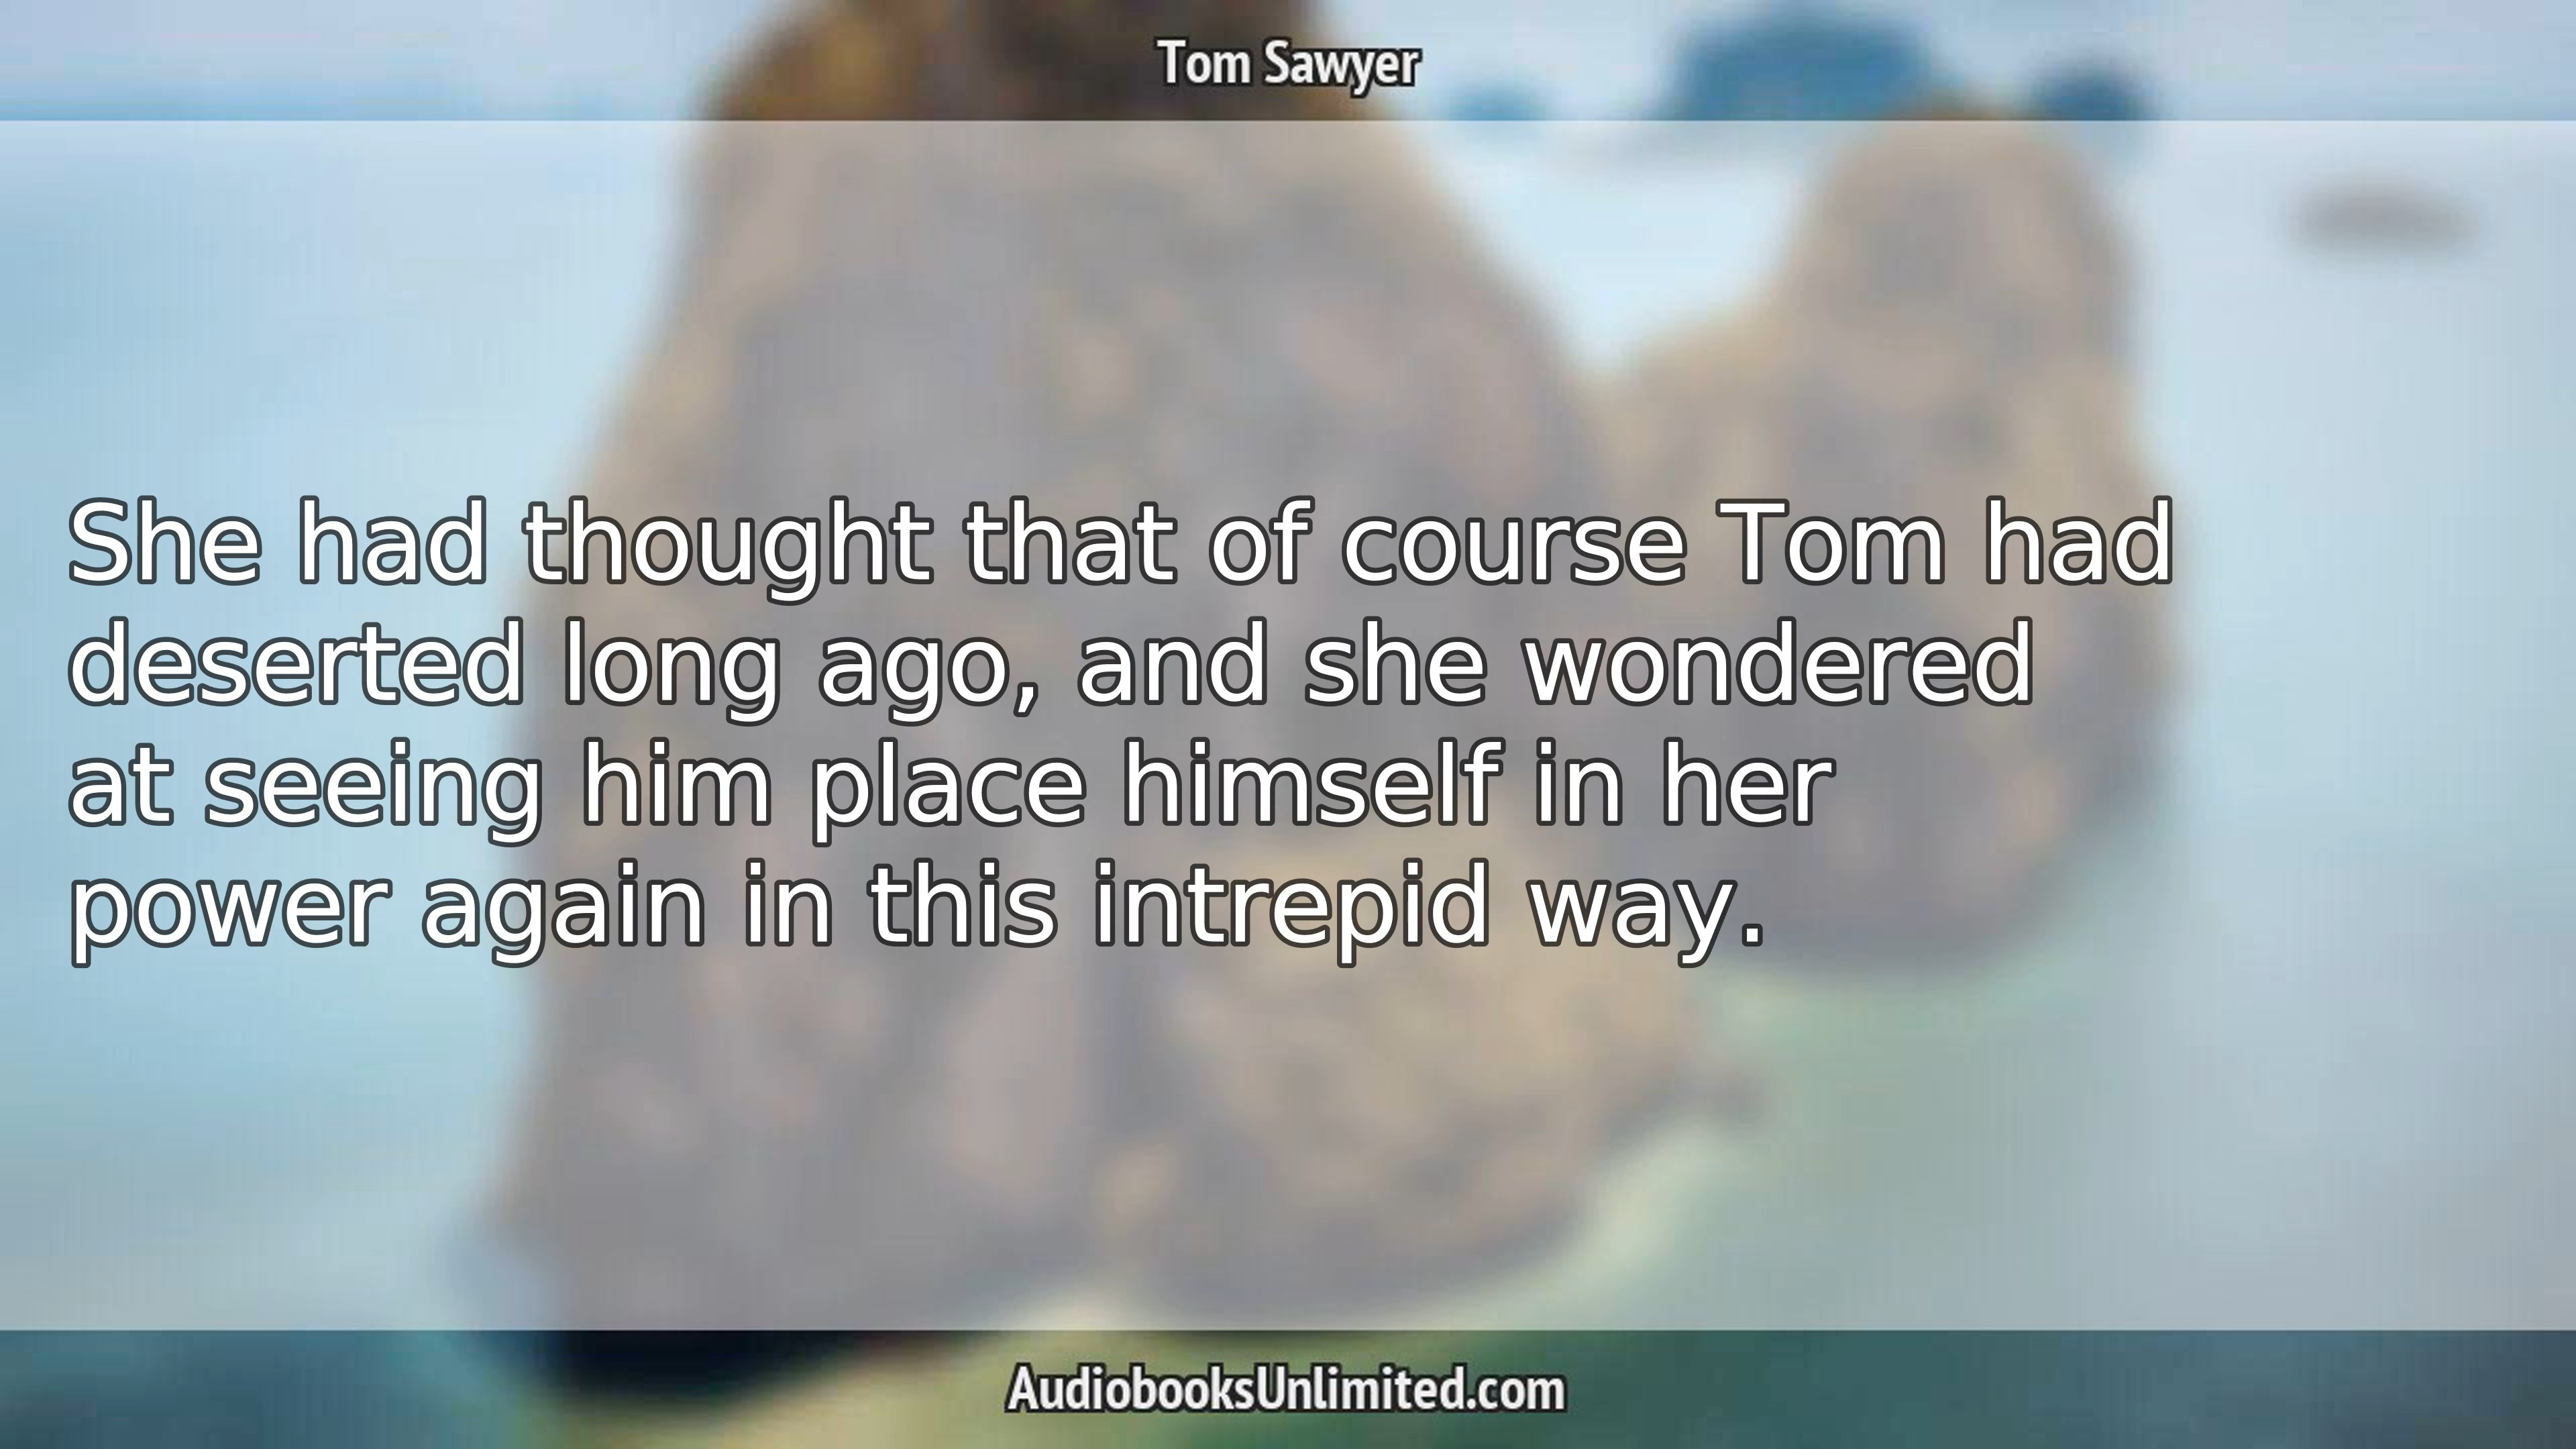 Tom Sawyer
She had thought that of course Tom had
deserted long ago, and she wondered
at seeing him place himself in her
power again in this intrepid way.
AudiobooksUnlimited.com